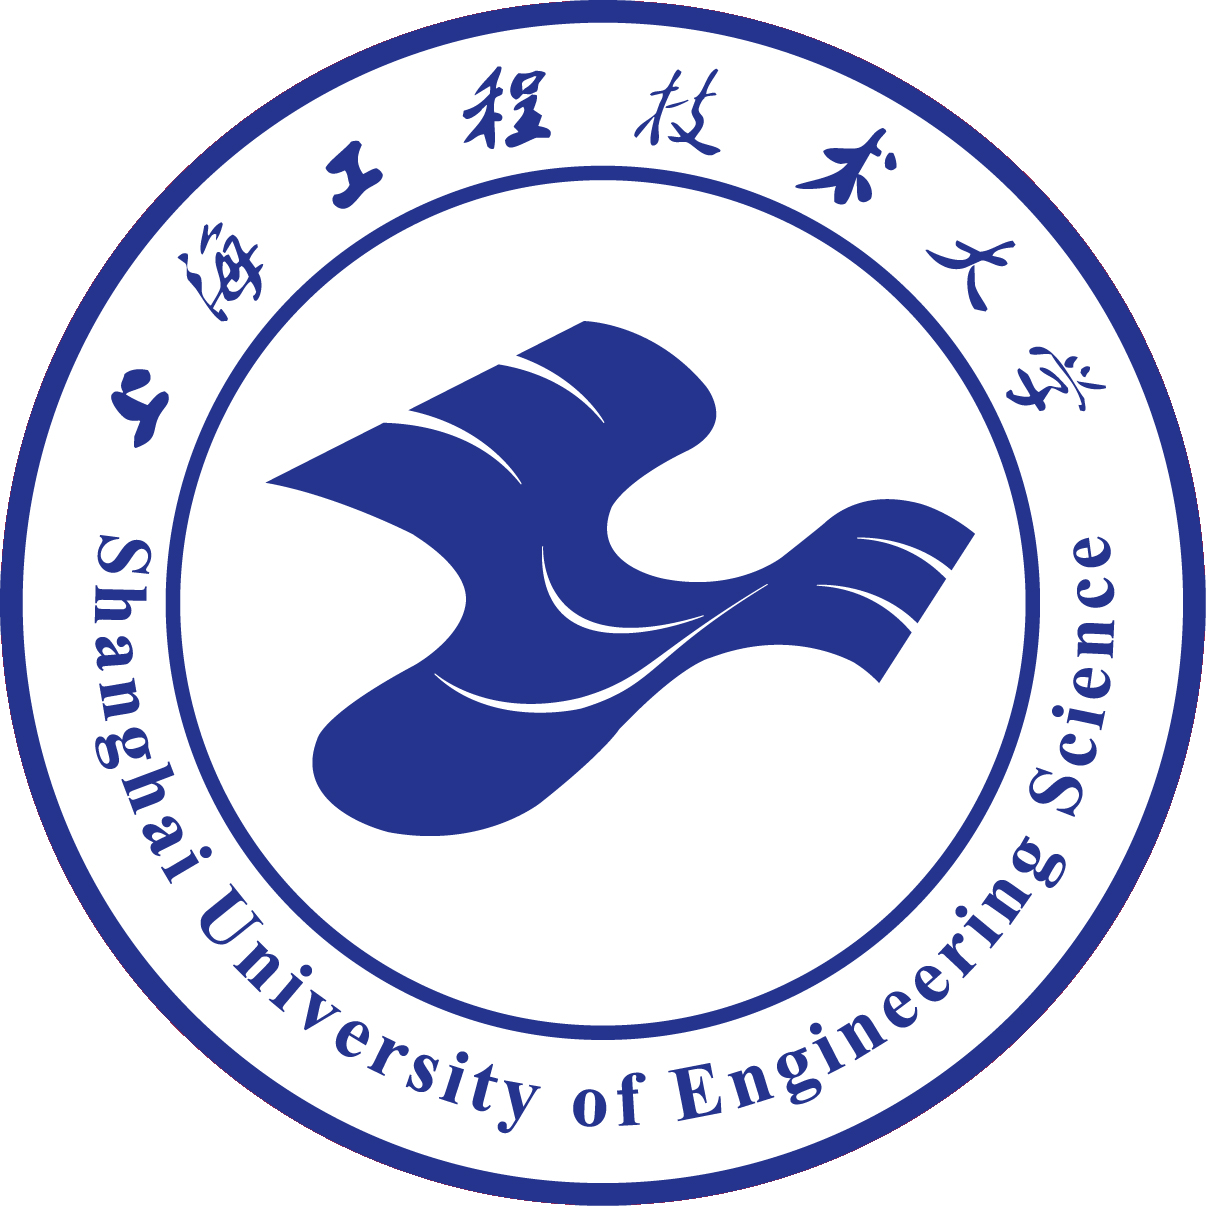 上海工程技术大学
Shanghai University of Engineering Science